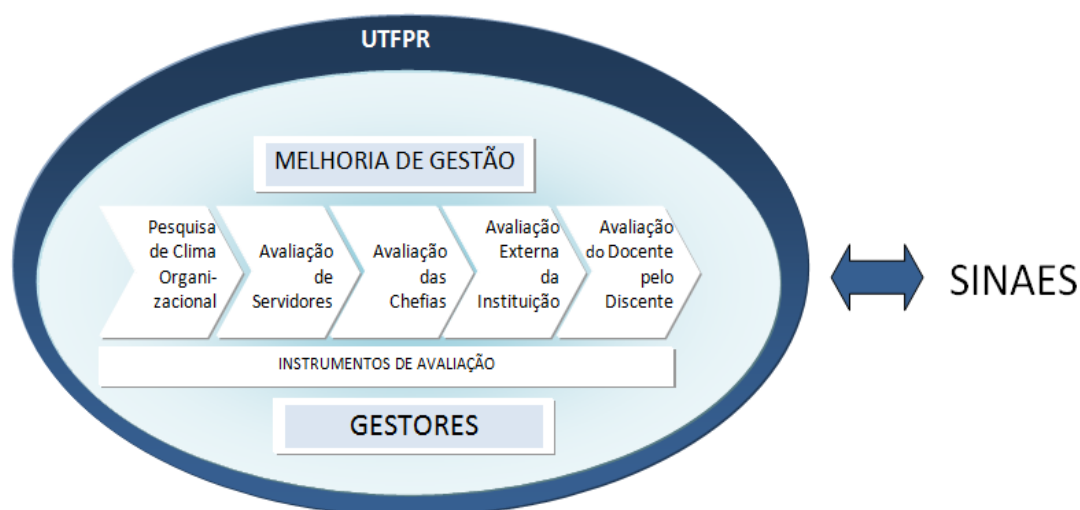 UTFPR
MELHORIA DE GESTÃO
Pesquisa
de Clima
Organi-
zacional
Avaliação
de
Servidores
Avaliação
das
Chefias
Avaliação
Externa
da
Instituição
Avaliação
do Docente
pelo
Discente
INSTRUMENTOS DE AVALIAÇÃO
GESTORES
SINAES